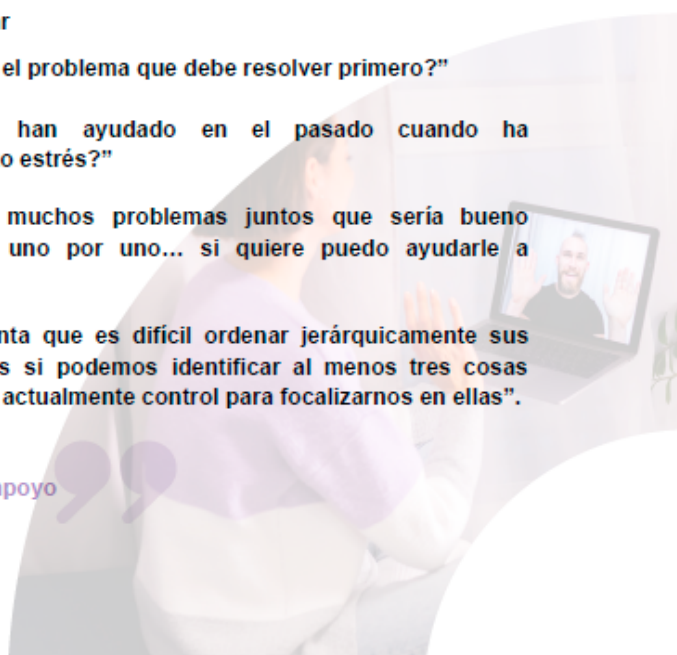 r
el problema que debe resolver primero?”
han ayudado en el pasado cuando ha
o estrés?”
muchos problemas juntos que sería bueno
uno por uno... si quiere puedo ayudarle a
nta que es difícil ordenar jerárquicamente sus
s si podemos identificar al menos tres cosas
actualmente control para focalizarnos en ellas”.
apoyo